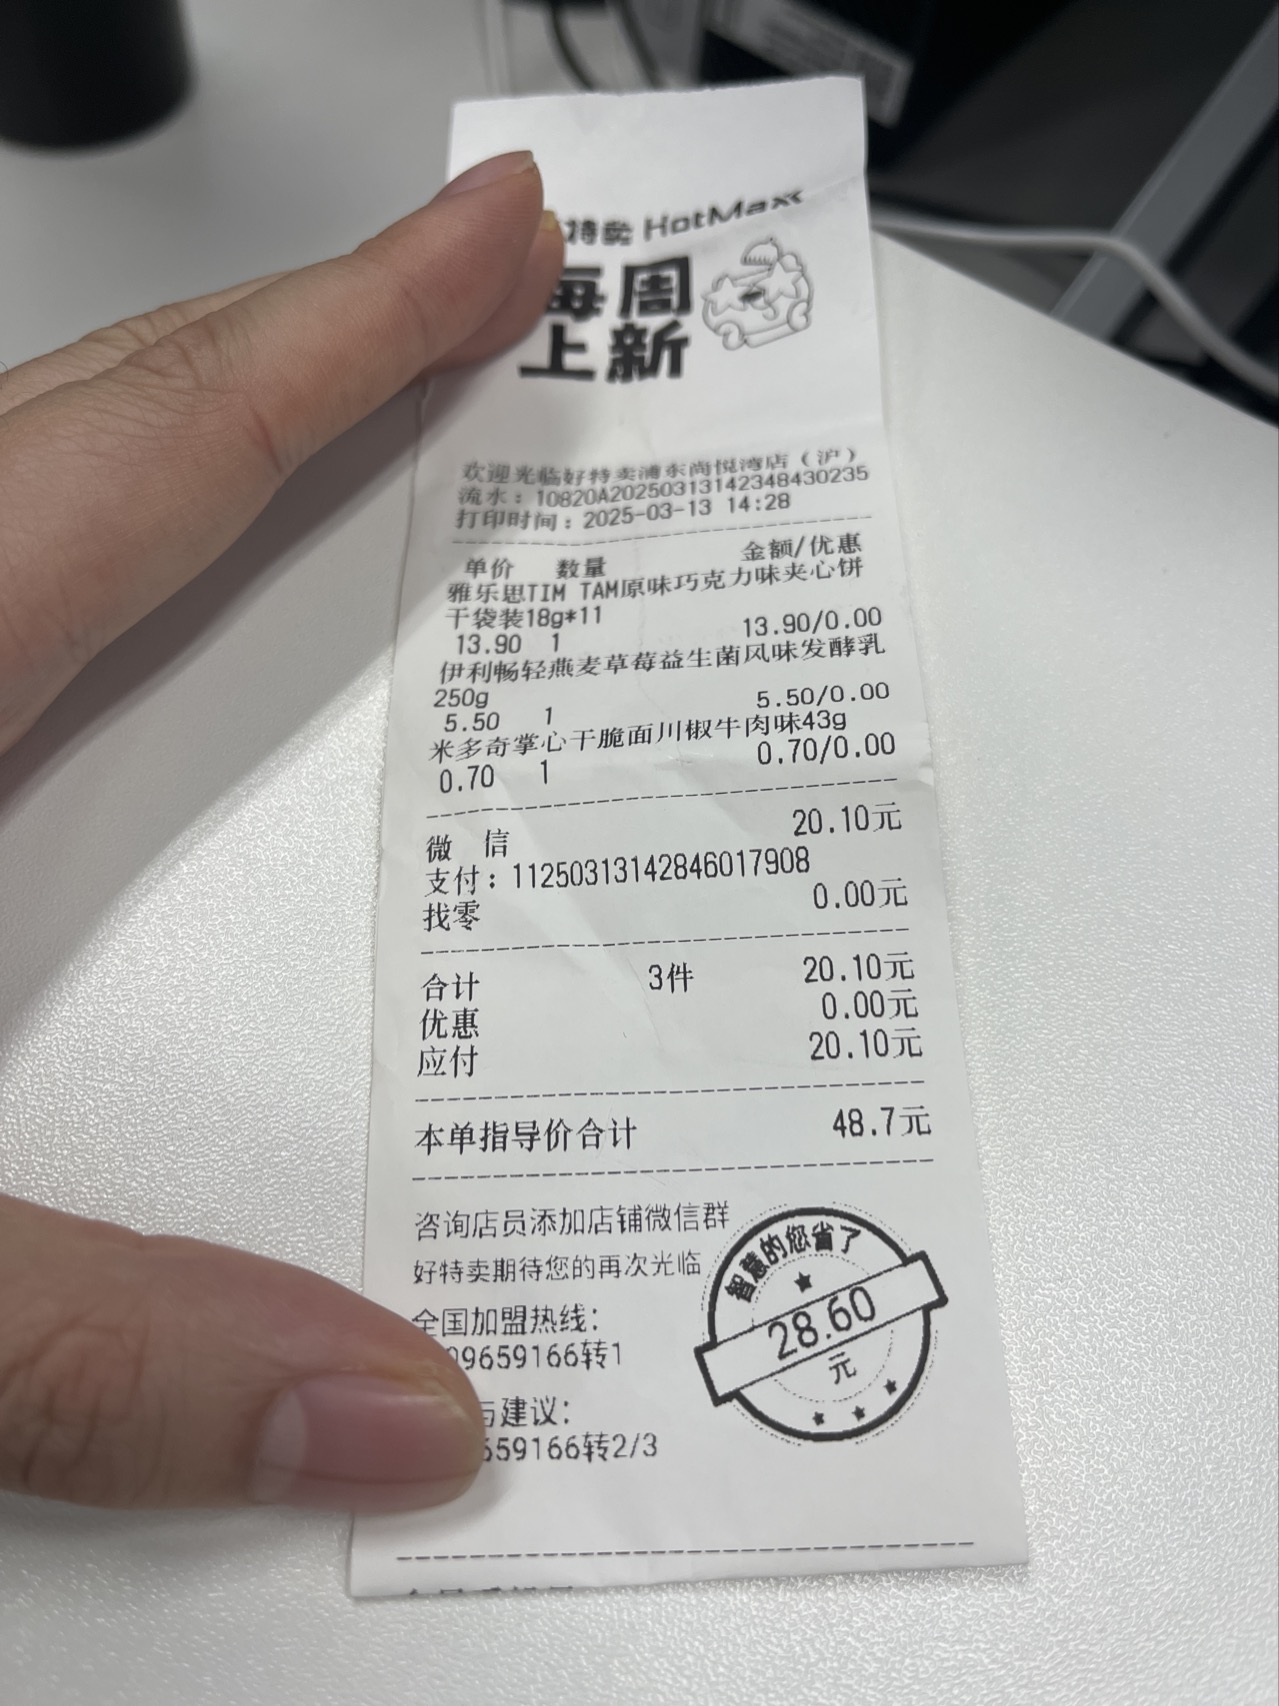 特卖 HotMaxx
每周
上新
欢迎光临好特卖浦东尚悦湾店（沪）
流水：10820A20250313142348430235
打印时间：2025-03-13 14:28
单价 数量 金额/优惠
雅乐思TIM TAM原味巧克力味夹心饼
干袋装18g*11
13.90 1 13.90/0.00
伊利畅轻燕麦草莓益生菌风味发酵乳
250g
5.50 1 5.50/0.00
米多奇掌心干脆面川椒牛肉味43g
0.70 1 0.70/0.00
微 信 20.10元
支付：11250313142846017908
找零 0.00元
合计 3件 20.10元
优惠 0.00元
应付 20.10元
本单指导价合计 48.7元
咨询店员添加店铺微信群
好特卖期待您的再次光临
全国加盟热线：
09659166转1
与建议：
659166转2/3
智慧的您省了
28.60
元